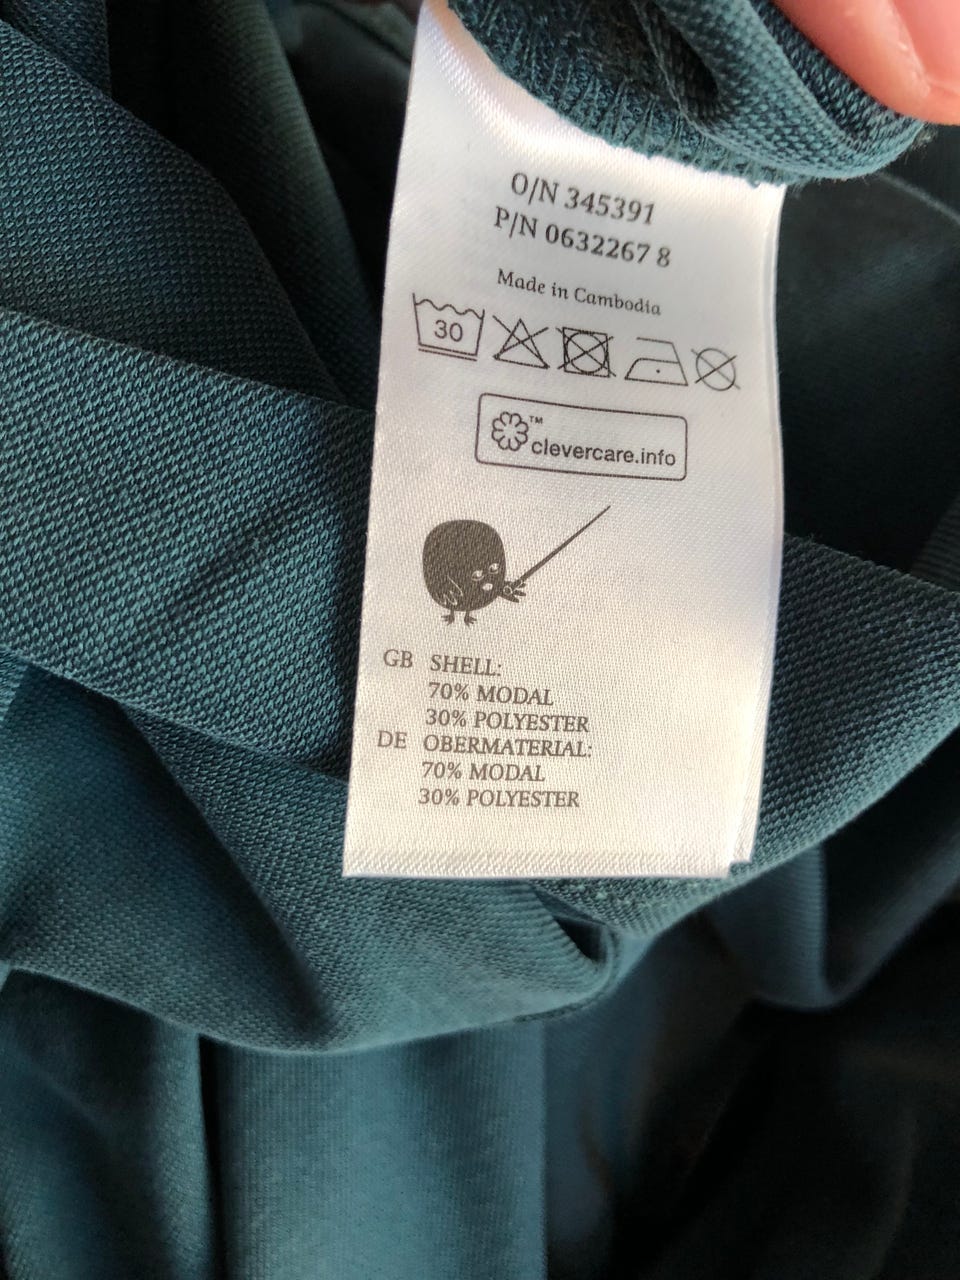 O/N 345391
P/N 0632267 8
Made in Cambodia
30
™
clevercare.info
GB SHELL:
70% MODAL
30% POLYESTER
DE OBERMATERIAL:
70% MODAL
30% POLYESTER